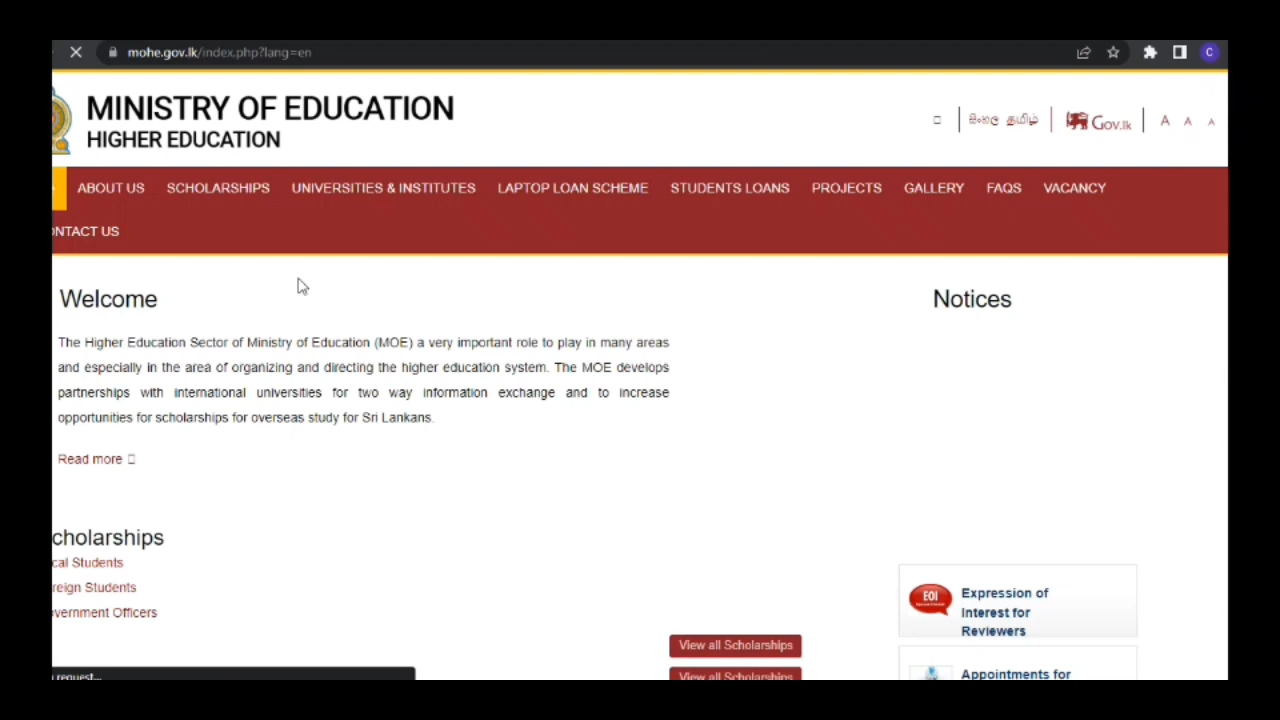 mohe.gov.lk/index.php?lang=en
C
MINISTRY OF EDUCATION
HIGHER EDUCATION
සිංහල தமிழ் Gov.lk A A A
ABOUT US SCHOLARSHIPS UNIVERSITIES & INSTITUTES LAPTOP LOAN SCHEME STUDENTS LOANS PROJECTS GALLERY FAQS VACANCY
ONTACT US
Welcome
The Higher Education Sector of Ministry of Education (MOE) a very important role to play in many areas
and especially in the area of organizing and directing the higher education system. The MOE develops
partnerships with international universities for two way information exchange and to increase
opportunities for scholarships for overseas study for Sri Lankans.
Read more
Notices
cholarships
cal Students
reign Students
vernment Officers
View all Scholarships
View all Scholarships
EOI
Expression of
Interest for
Reviewers
Appointments for
request...